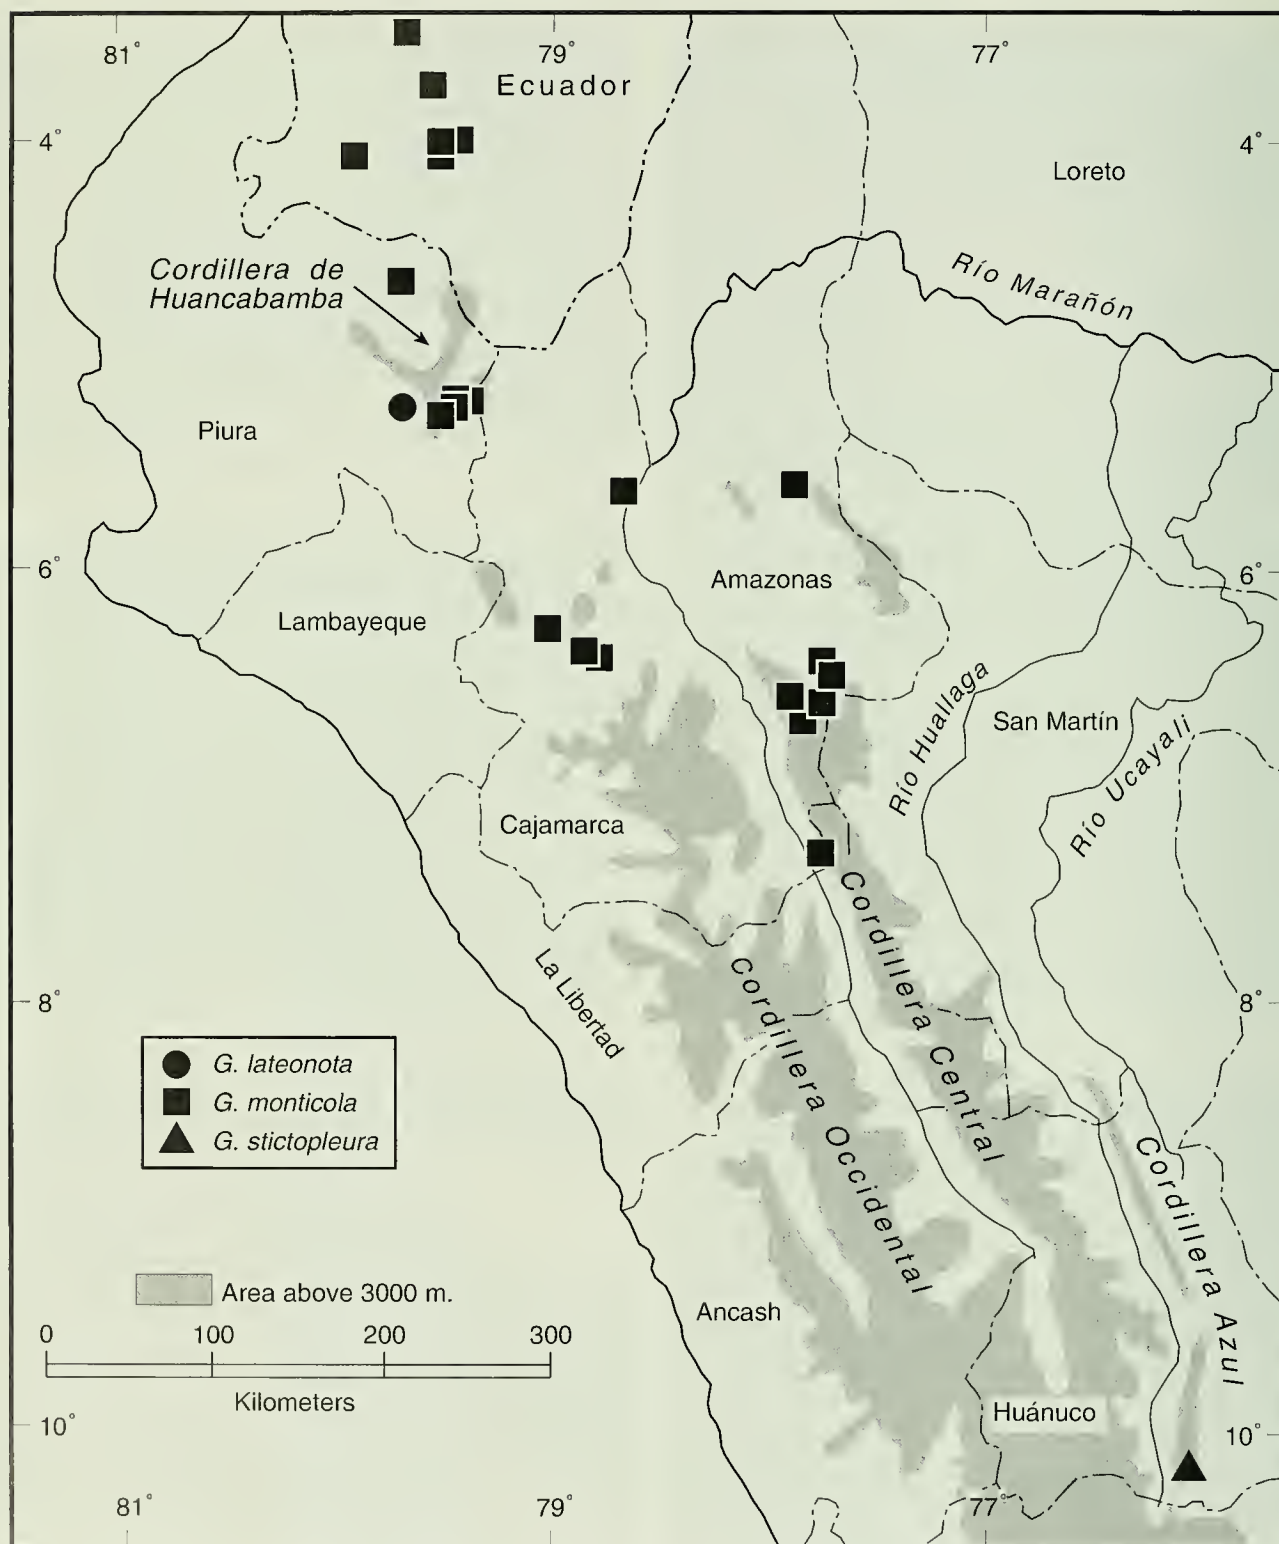 81°
79°
77°
Ecuador
4°
4°
Loreto
Cordillera de
Huancabamba
Río Marañón
Piura
6°
6°
Amazonas
Lambayeque
Río Huallaga
San Martín
Río Ucayali
Cajamarca
Cordillera Central
La Libertad
Cordillera Occidental
8°
8°
G. lateonota
G. monticola
G. stictopleura
Cordillera Azul
Area above 3000 m.
Ancash
0 100 200 300
Kilometers
Huánuco
10°
10°
81°
79°
77°